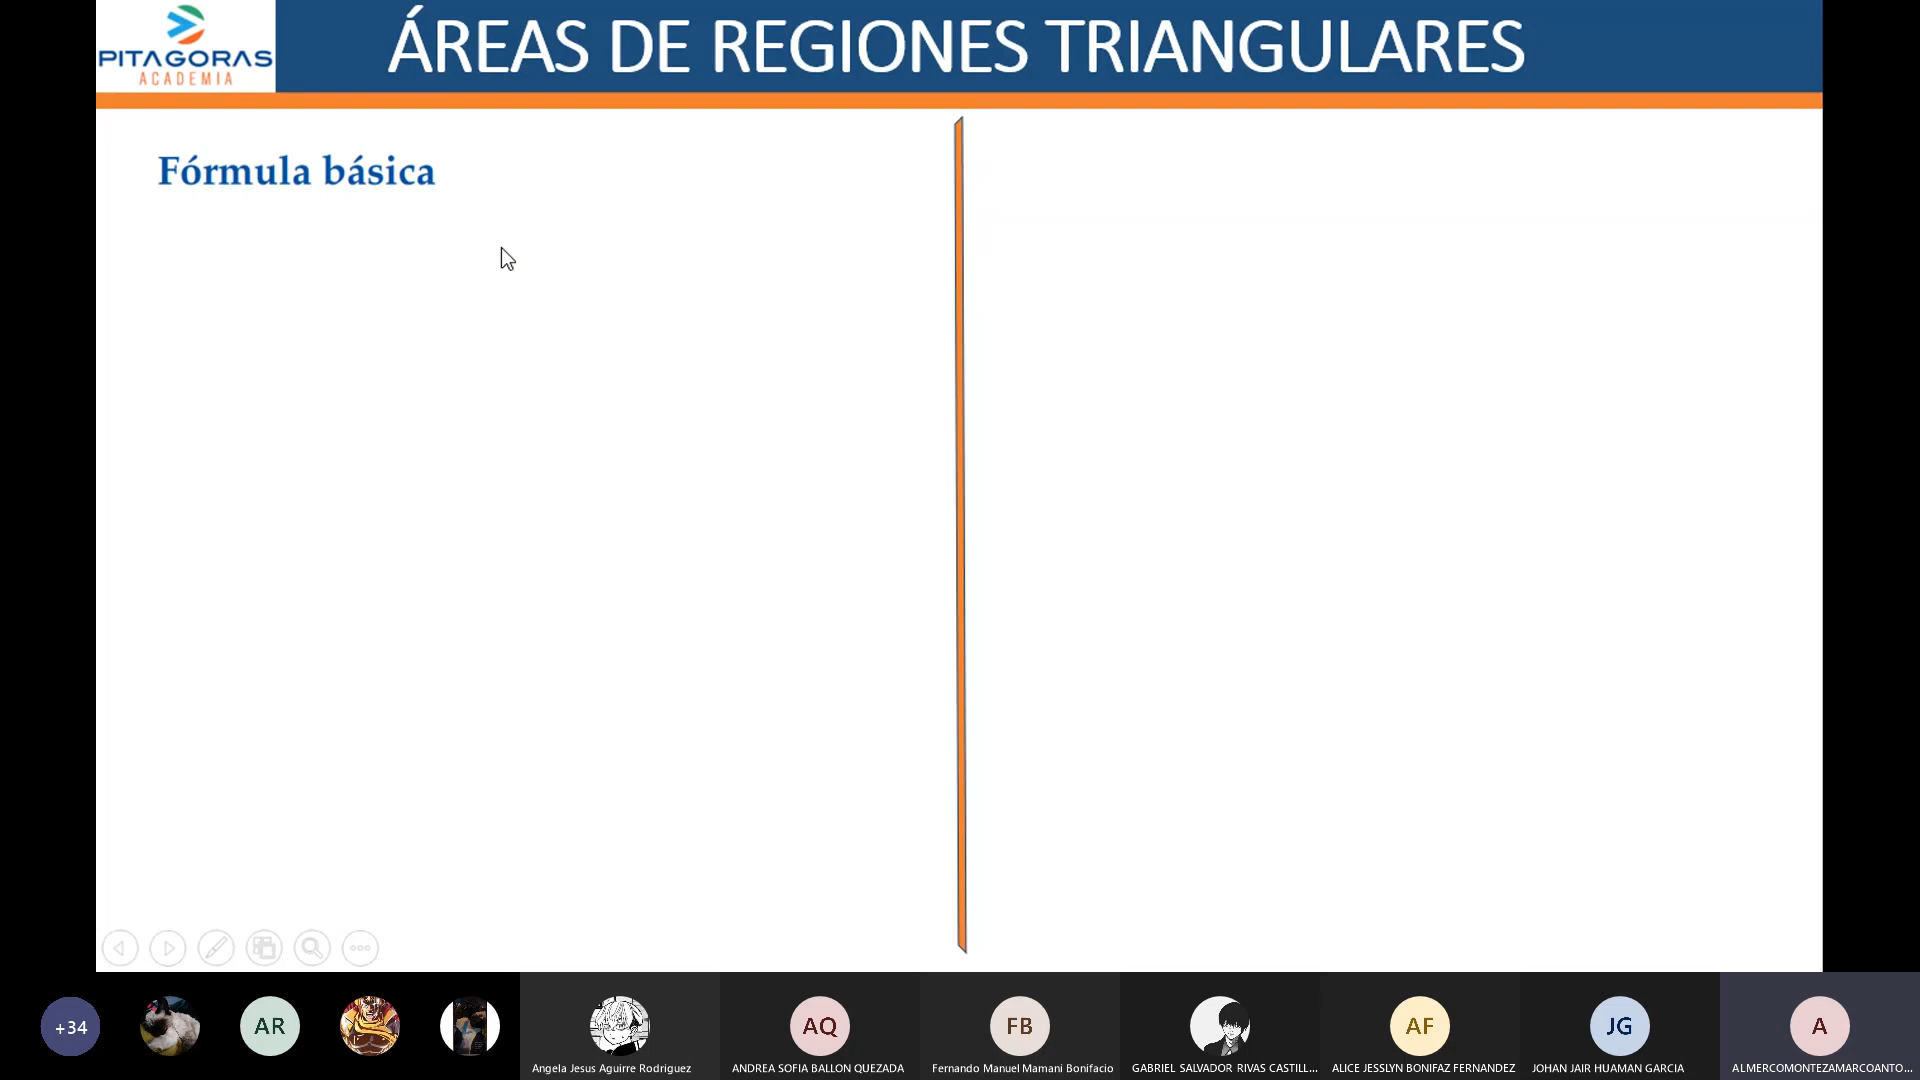 PITAGORAS
ACADEMIA
ÁREAS DE REGIONES TRIANGULARES
Fórmula básica
+34
AR
AQ
FB
AF
JG
A
Angela Jesus Aguirre Rodriguez
ANDREA SOFIA BALLON QUEZADA
Fernando Manuel Mamani Bonifacio
GABRIEL SALVADOR RIVAS CASTILL...
ALICE JESSLYN BONIFAZ FERNANDEZ
JOHAN JAIR HUAMAN GARCIA
ALMERCOMONTEZAMARCOANTO...